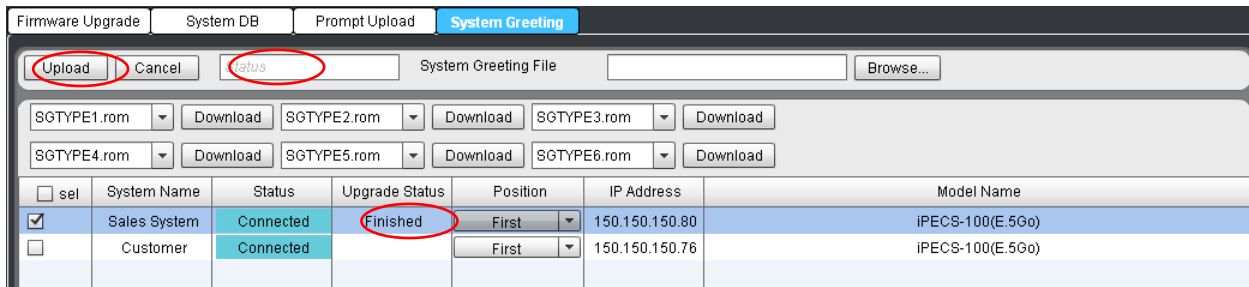 Firmware Upgrade System DB Prompt Upload System Greeting
Upload Cancel Status System Greeting File Browse...
SGTYPE1.rom Download SGTYPE2.rom Download SGTYPE3.rom Download
SGTYPE4.rom Download SGTYPE5.rom Download SGTYPE6.rom Download
sel System Name Status Upgrade Status Position IP Address Model Name
Sales System Connected Finished First 150.150.150.80 iPECS-100(E.5Go)
Customer Connected First 150.150.150.76 iPECS-100(E.5Go)